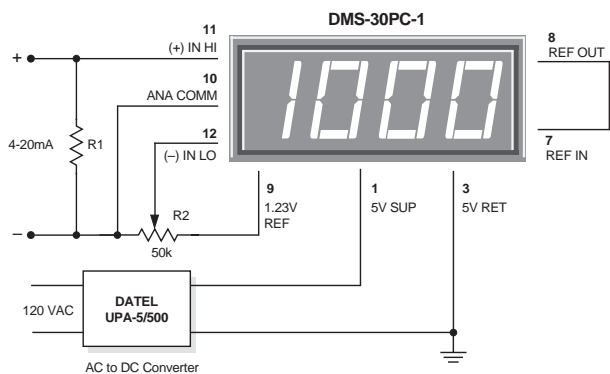 DMS-30PC-1
11
(+) IN HI
8
REF OUT
+
10
ANA COMM
1000
4-20mA
R1
12
(–) IN LO
7
REF IN
9
1.23V
REF
1
5V SUP
3
5V RET
R2
–
50k
120 VAC
DATEL
UPA-5/500
AC to DC Converter